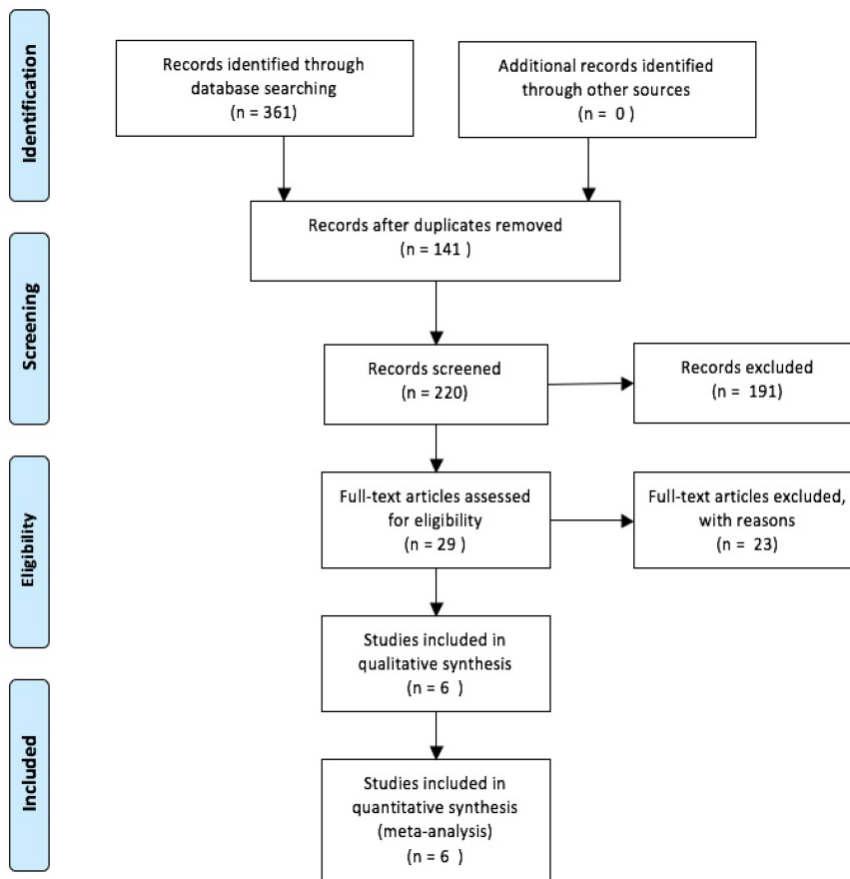 Identification
Records identified through
database searching
(n = 361)
Additional records identified
through other sources
(n = 0 )
Records after duplicates removed
(n = 141 )
Screening
Records screened
(n = 220)
Records excluded
(n = 191)
Eligibility
Full-text articles assessed
for eligibility
(n = 29 )
Full-text articles excluded,
with reasons
(n = 23)
Studies included in
qualitative synthesis
(n = 6 )
Included
Studies included in
quantitative synthesis
(meta-analysis)
(n = 6 )